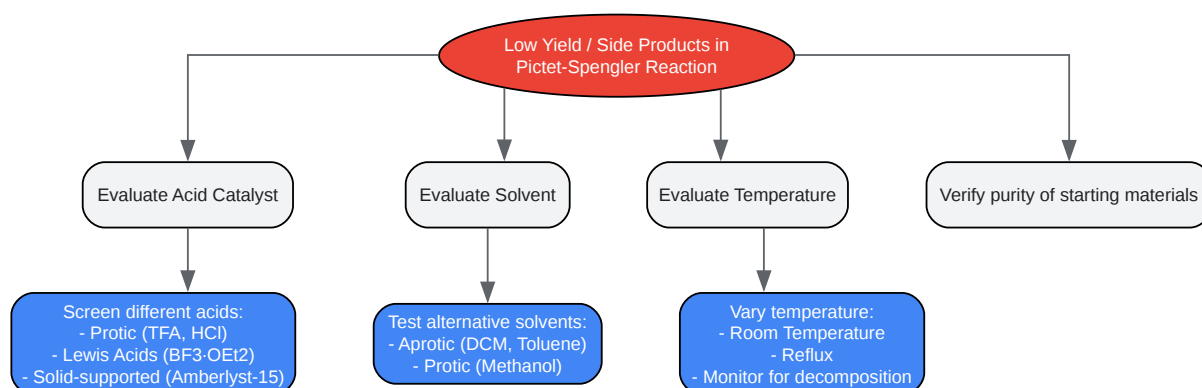 Low Yield / Side Products in
Pictet-Spengler Reaction
Evaluate Acid Catalyst
Evaluate Solvent
Evaluate Temperature
Verify purity of starting materials
Screen different acids:
- Protic (TFA, HCl)
- Lewis Acids (BF3·OEt2)
- Solid-supported (Amberlyst-15)
Test alternative solvents:
- Aprotic (DCM, Toluene)
- Protic (Methanol)
Vary temperature:
- Room Temperature
- Reflux
- Monitor for decomposition